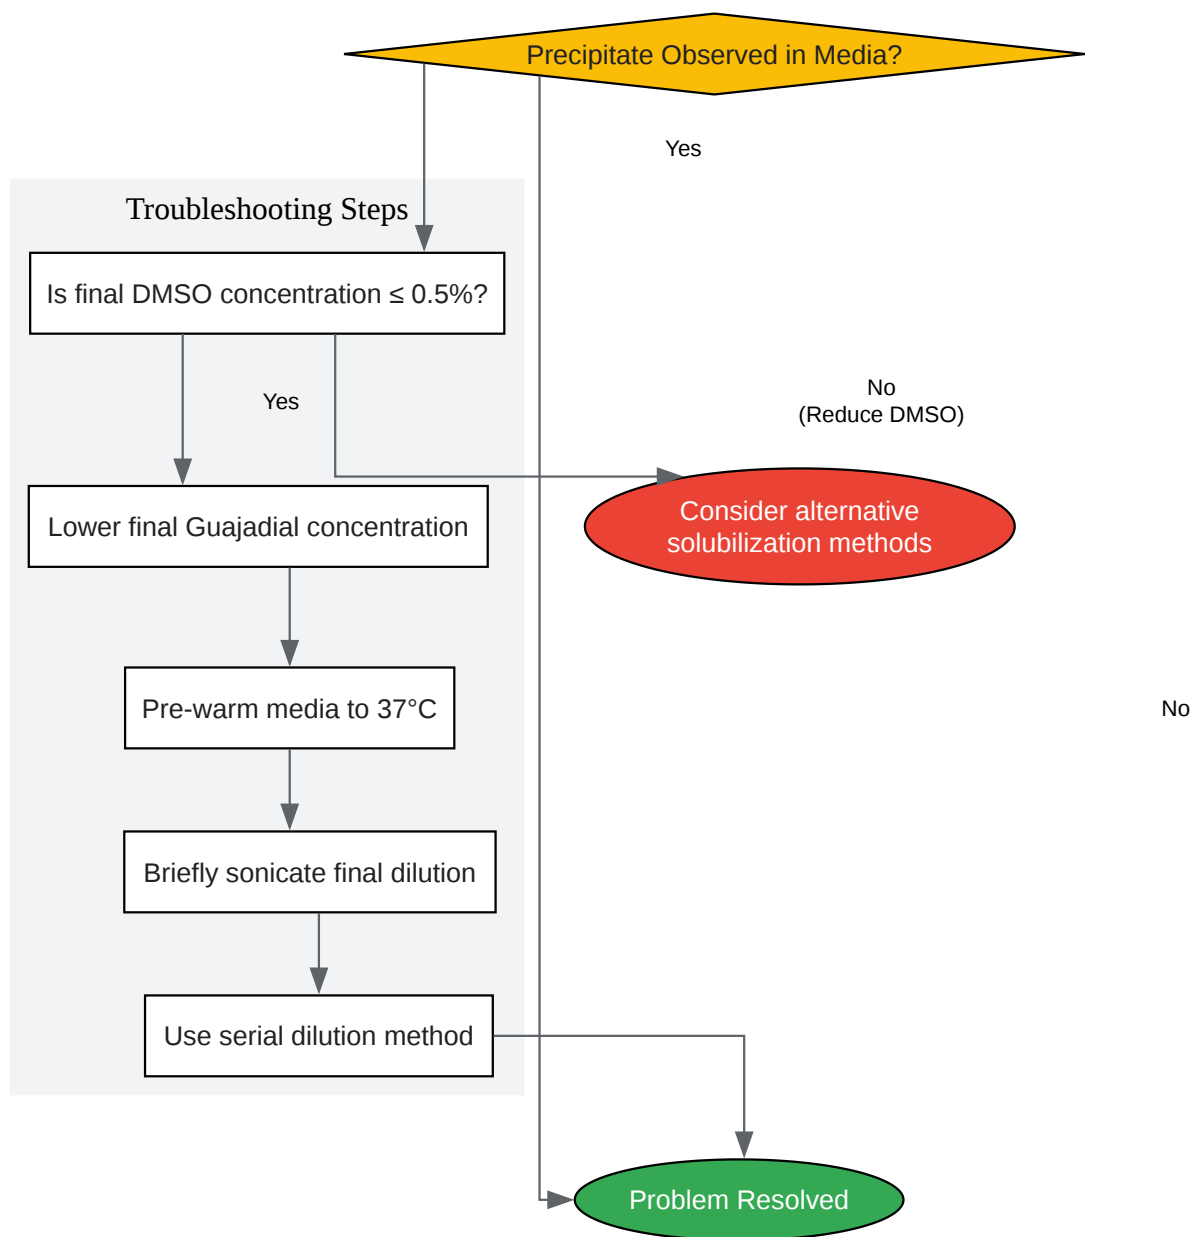 Precipitate Observed in Media?
Yes
Troubleshooting Steps
Is final DMSO concentration ≤ 0.5%?
Yes
No
(Reduce DMSO)
Lower final Guajadial concentration
Consider alternative
solubilization methods
Pre-warm media to 37°C
No
Briefly sonicate final dilution
Use serial dilution method
Problem Resolved